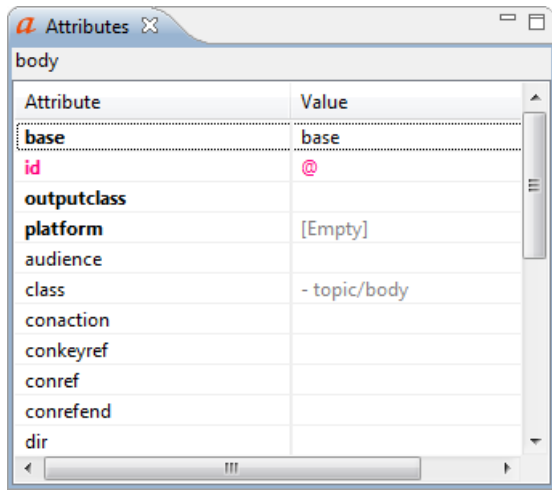 a Attributes
body
Attribute Value
base base
id @
outputclass
platform [Empty]
audience
class - topic/body
conaction
conkeyref
conref
conrefend
dir